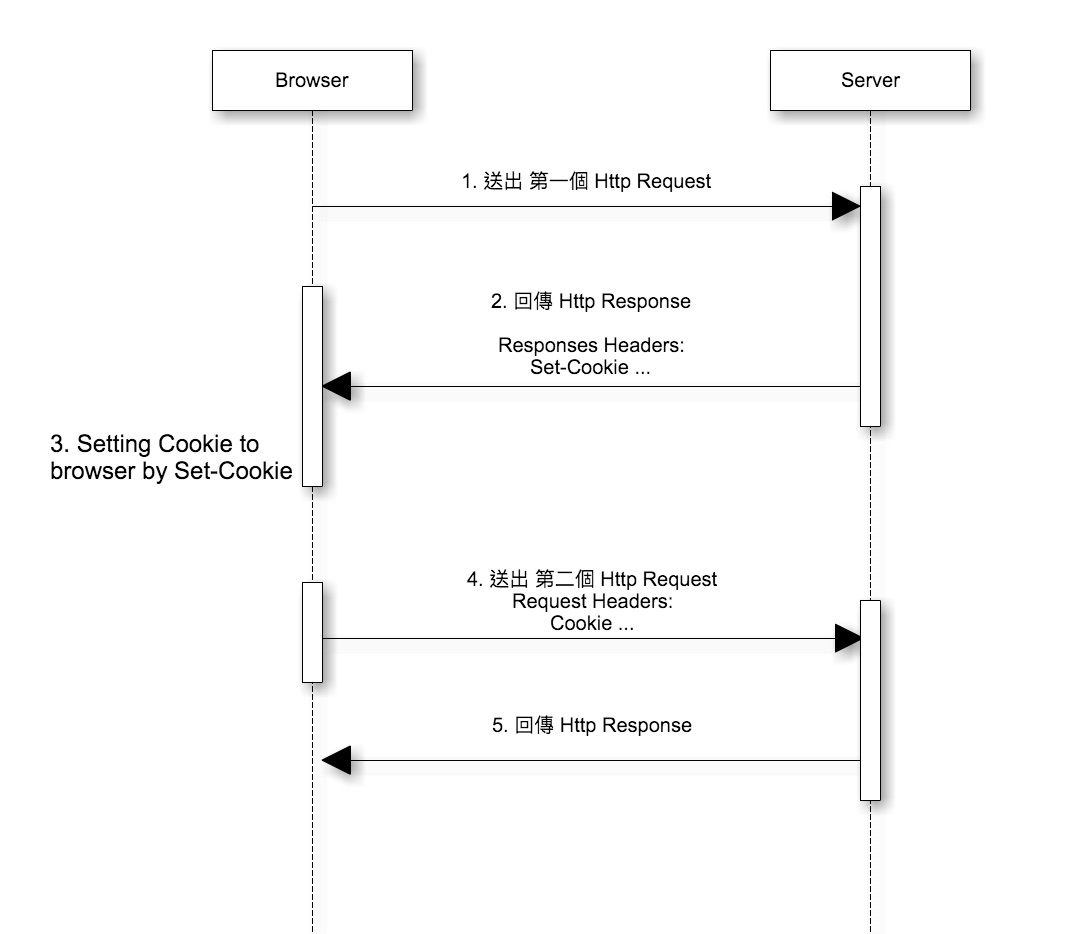 Browser
Server
1. 送出 第一個 Http Request
2. 回傳 Http Response
Responses Headers:
Set-Cookie ...
3. Setting Cookie to
browser by Set-Cookie
4. 送出 第二個 Http Request
Request Headers:
Cookie ...
5. 回傳 Http Response